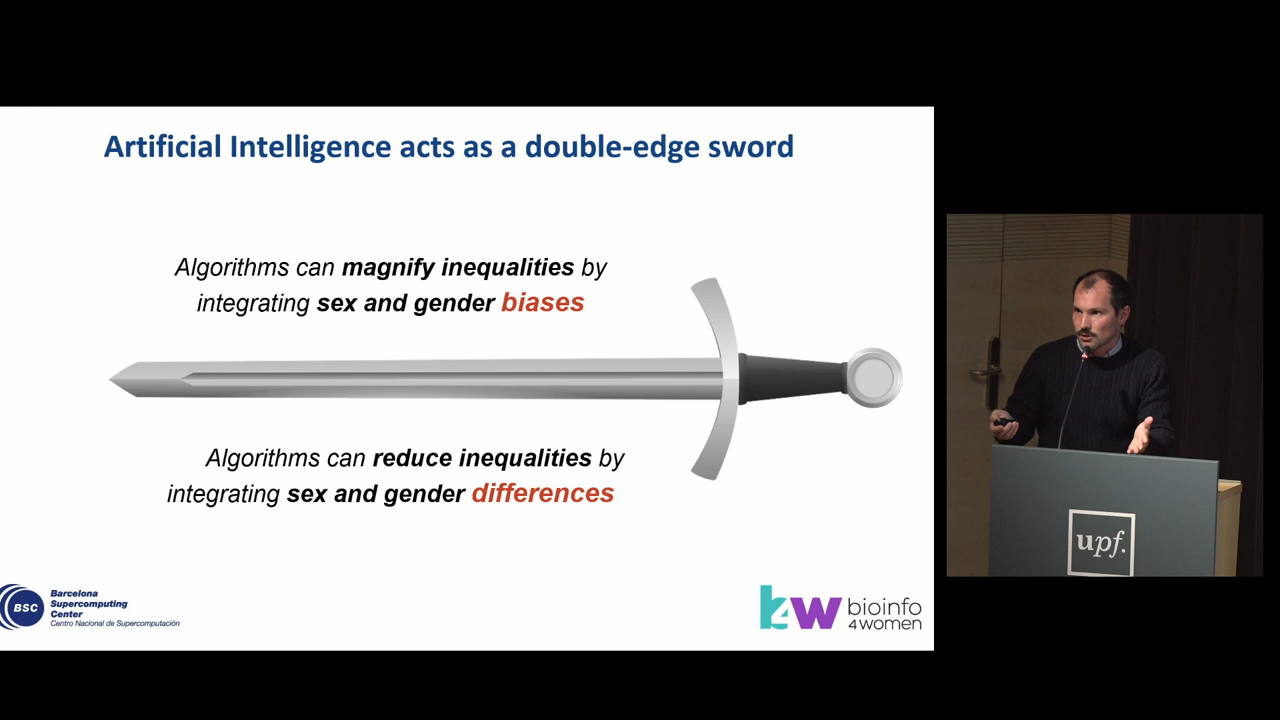 Artificial Intelligence acts as a double-edge sword
Algorithms can magnify inequalities by
integrating sex and gender biases
Algorithms can reduce inequalities by
integrating sex and gender differences
BSC
Barcelona
Supercomputing
Center
Centro Nacional de Supercomputación
b4w
bioinfo
4women
upf.